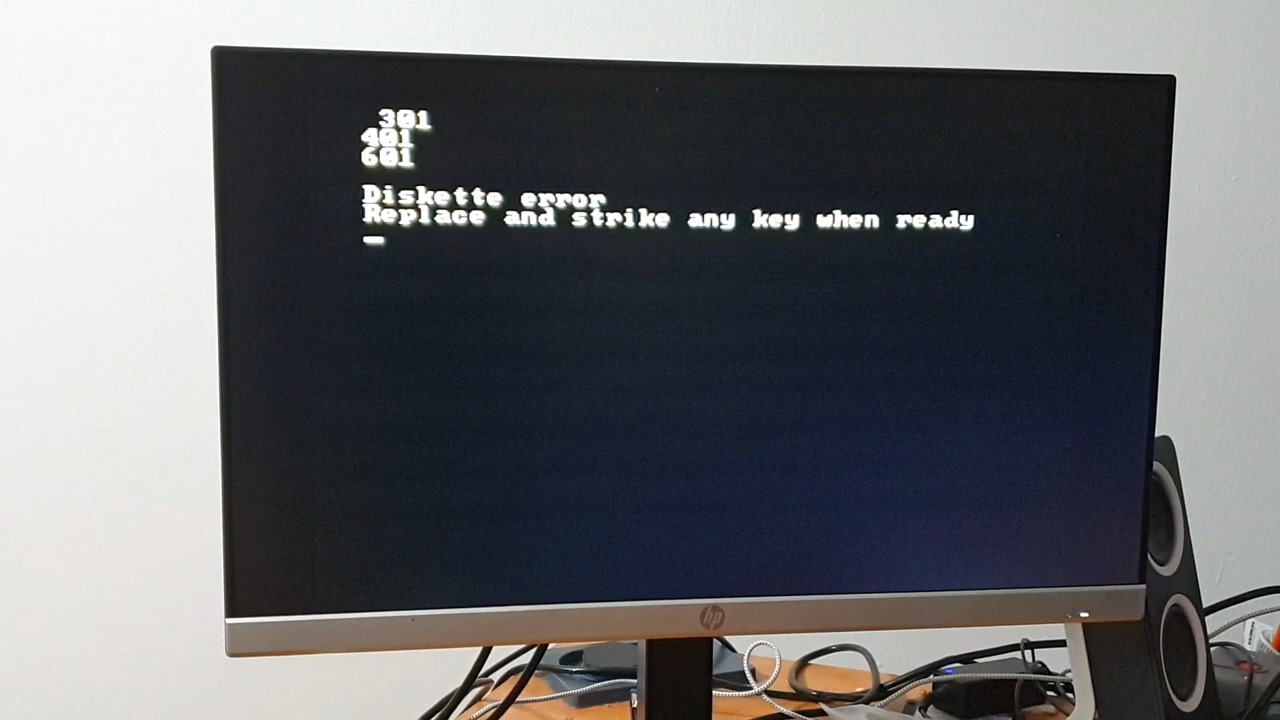 301
401
601
Diskette error
Replace and strike any key when ready
hp